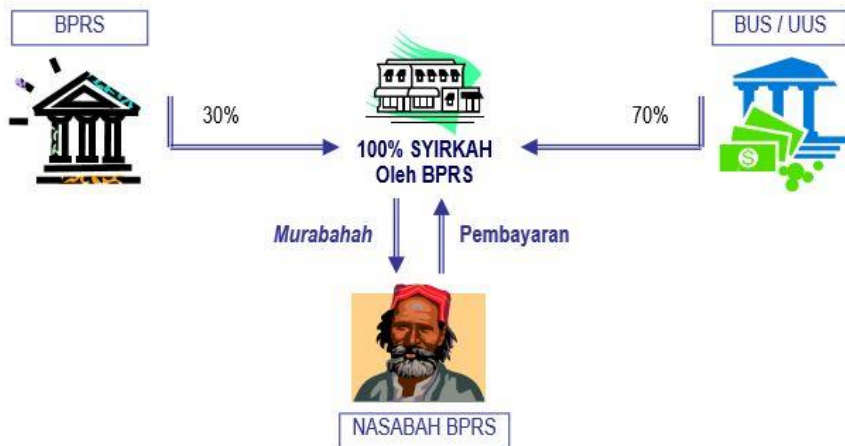 BPRS
BUS / UUS
30%
70%
100% SYIRKAH
Oleh BPRS
Murabahah
Pembayaran
S
NASABAH BPRS